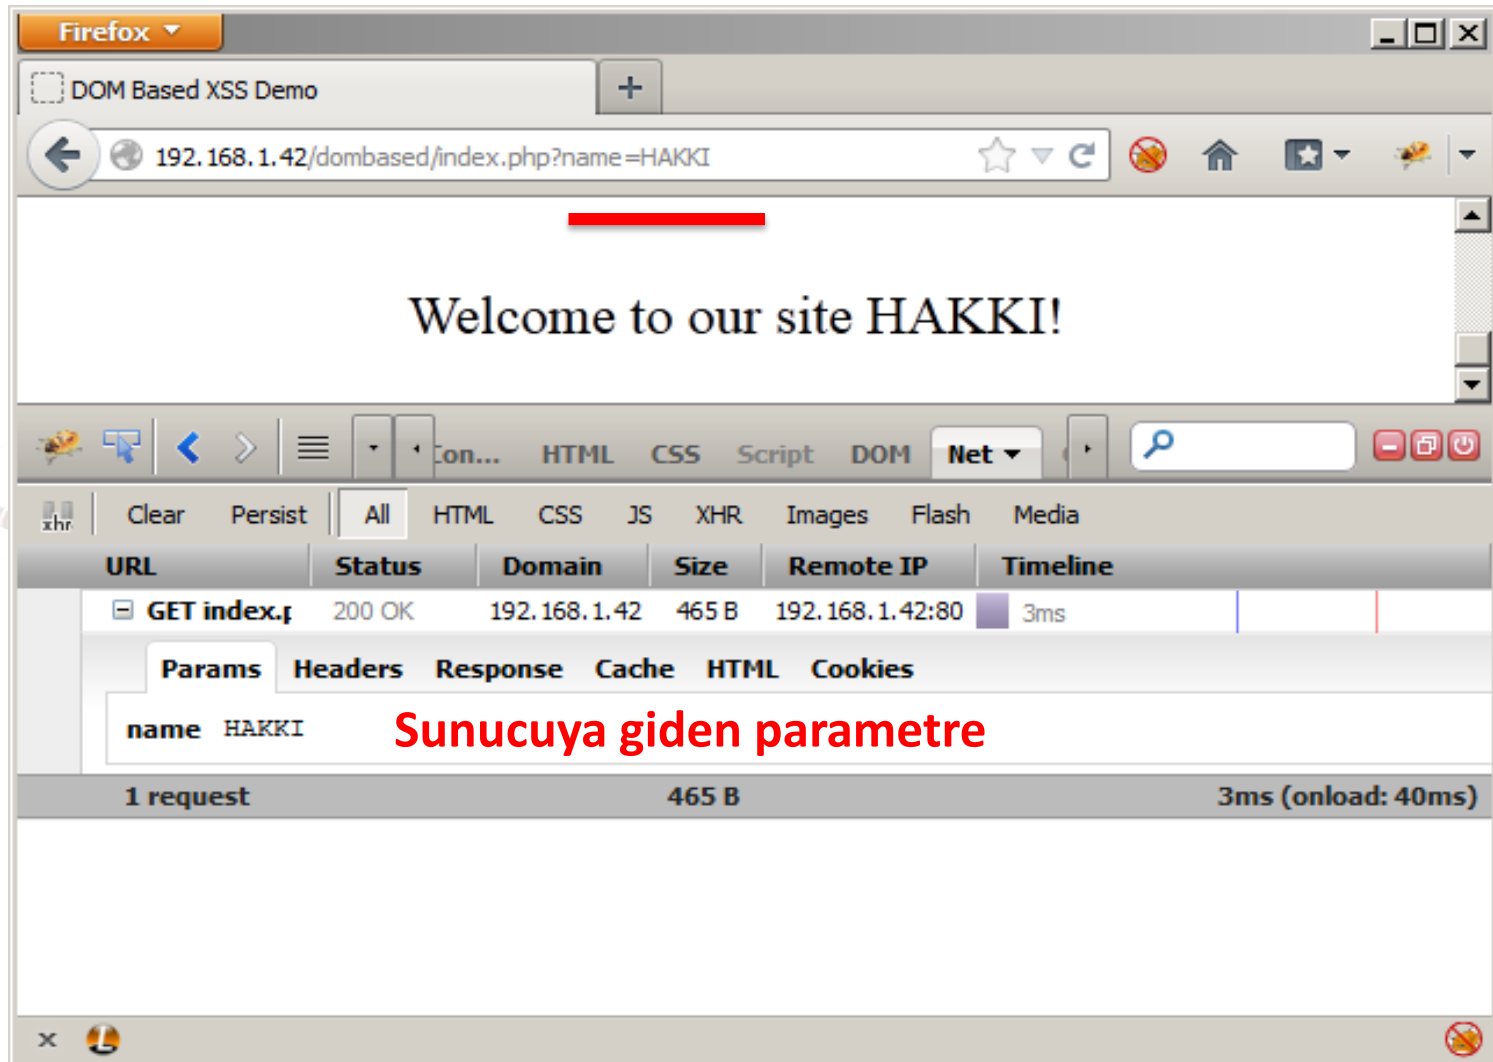 Firefox
DOM Based XSS Demo
192.168.1.42/dombased/index.php?name=HAKKI
Welcome to our site HAKKI!
Con... HTML CSS Script DOM Net
xhr Clear Persist All HTML CSS JS XHR Images Flash Media
URL Status Domain Size Remote IP Timeline
GET index.p 200 OK 192.168.1.42 465 B 192.168.1.42:80 3ms
Params Headers Response Cache HTML Cookies
name HAKKI Sunucuya giden parametre
1 request 465 B 3ms (onload: 40ms)